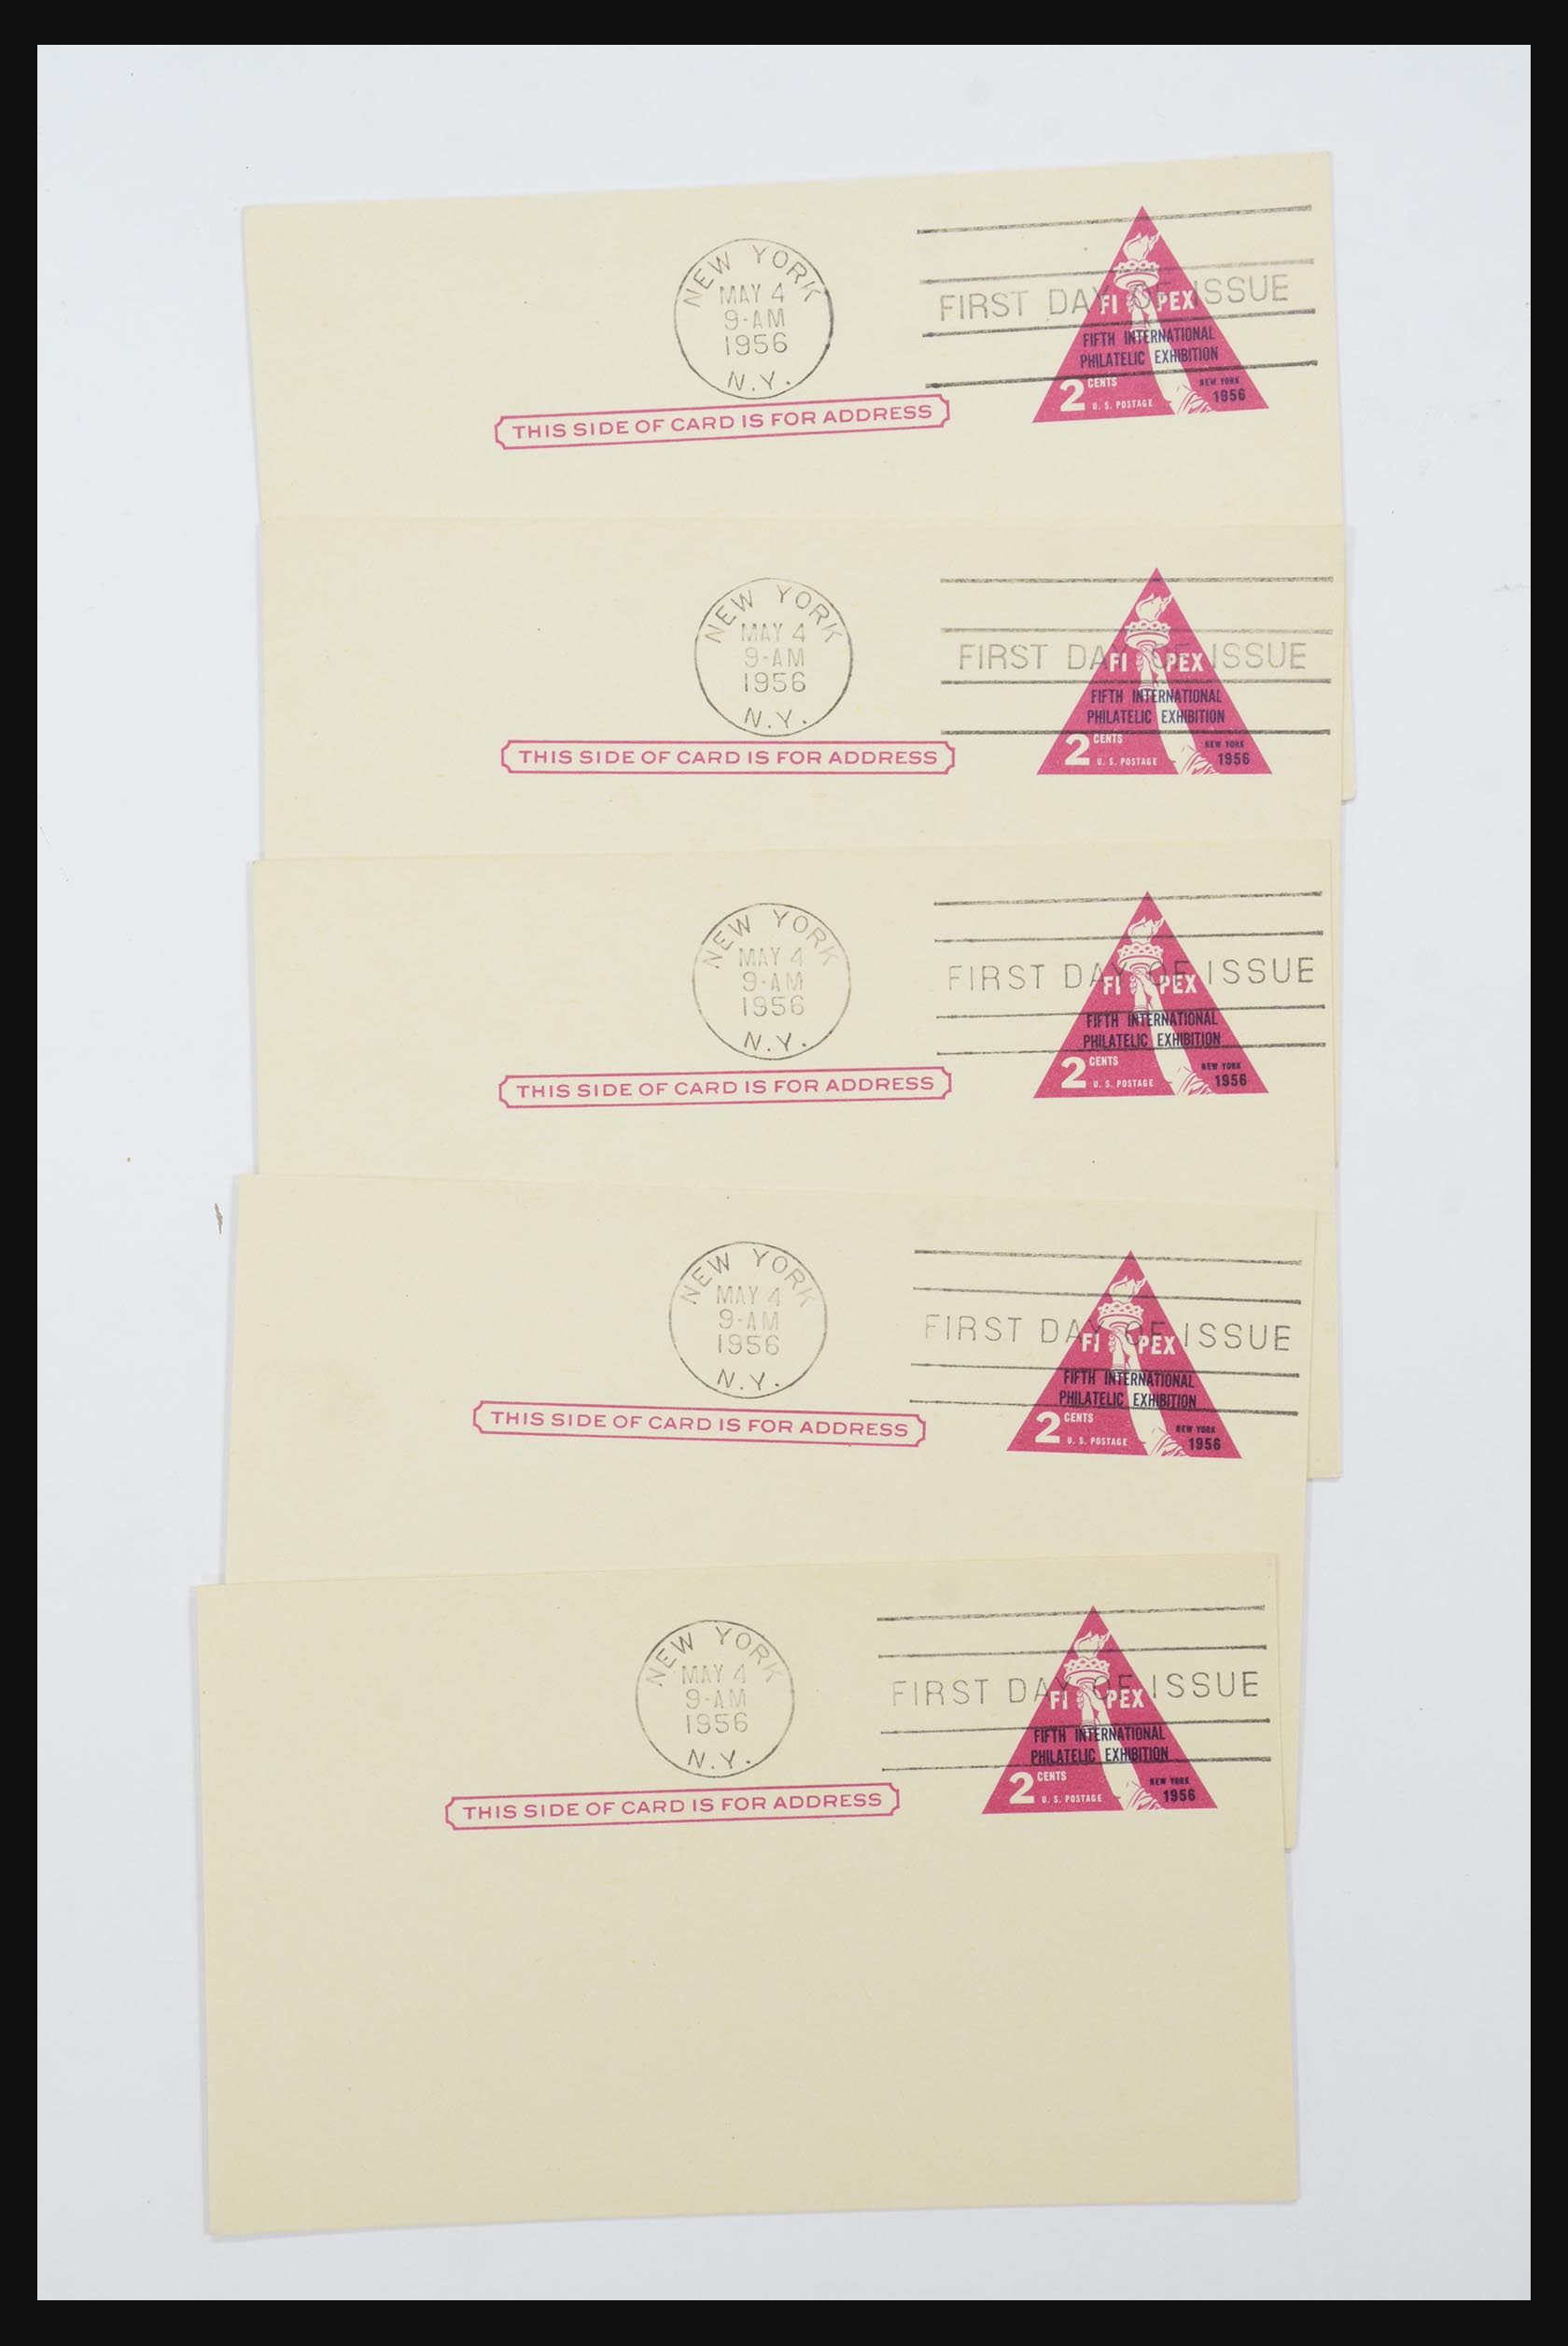 NEW YORK
MAY 4
9-AM
1956
N.Y.
FIRST DAY OF ISSUE
FI PEX
FIFTH INTERNATIONAL
PHILATELIC EXHIBITION
2 CENTS
U. S. POSTAGE
NEW YORK
1956
THIS SIDE OF CARD IS FOR ADDRESS
NEW YORK
MAY 4
9-AM
1956
N.Y.
FIRST DAY OF ISSUE
FI PEX
FIFTH INTERNATIONAL
PHILATELIC EXHIBITION
2 CENTS
U. S. POSTAGE
NEW YORK
1956
THIS SIDE OF CARD IS FOR ADDRESS
NEW YORK
MAY 4
9-AM
1956
N.Y.
FIRST DAY OF ISSUE
FI PEX
FIFTH INTERNATIONAL
PHILATELIC EXHIBITION
2 CENTS
U. S. POSTAGE
NEW YORK
1956
THIS SIDE OF CARD IS FOR ADDRESS
NEW YORK
MAY 4
9-AM
1956
N.Y.
FIRST DAY OF ISSUE
FI PEX
FIFTH INTERNATIONAL
PHILATELIC EXHIBITION
2 CENTS
U. S. POSTAGE
NEW YORK
1956
THIS SIDE OF CARD IS FOR ADDRESS
NEW YORK
MAY 4
9-AM
1956
N.Y.
FIRST DAY OF ISSUE
FI PEX
FIFTH INTERNATIONAL
PHILATELIC EXHIBITION
2 CENTS
U. S. POSTAGE
NEW YORK
1956
THIS SIDE OF CARD IS FOR ADDRESS